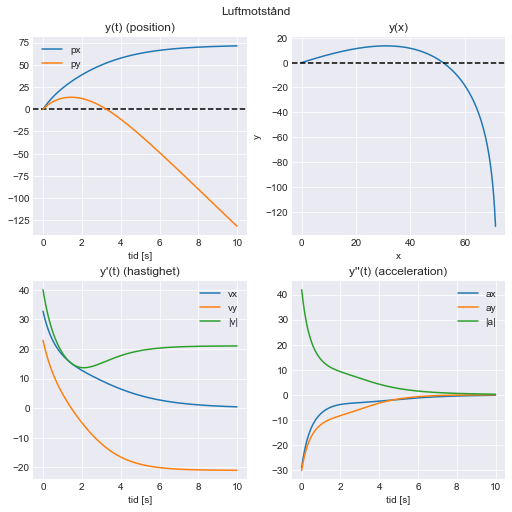 Luftmotstånd
y(t) (position)
px
py
75
50
25
0
−25
−50
−75
−100
−125
0 2 4 6 8 10
tid [s]
y(x)
20
0
−20
−40
−60
−80
−100
−120
y
0 20 40 60
x
y'(t) (hastighet)
vx
vy
|v|
40
30
20
10
0
−10
−20
0 2 4 6 8 10
tid [s]
y''(t) (acceleration)
ax
ay
|a|
40
30
20
10
0
−10
−20
−30
0 2 4 6 8 10
tid [s]